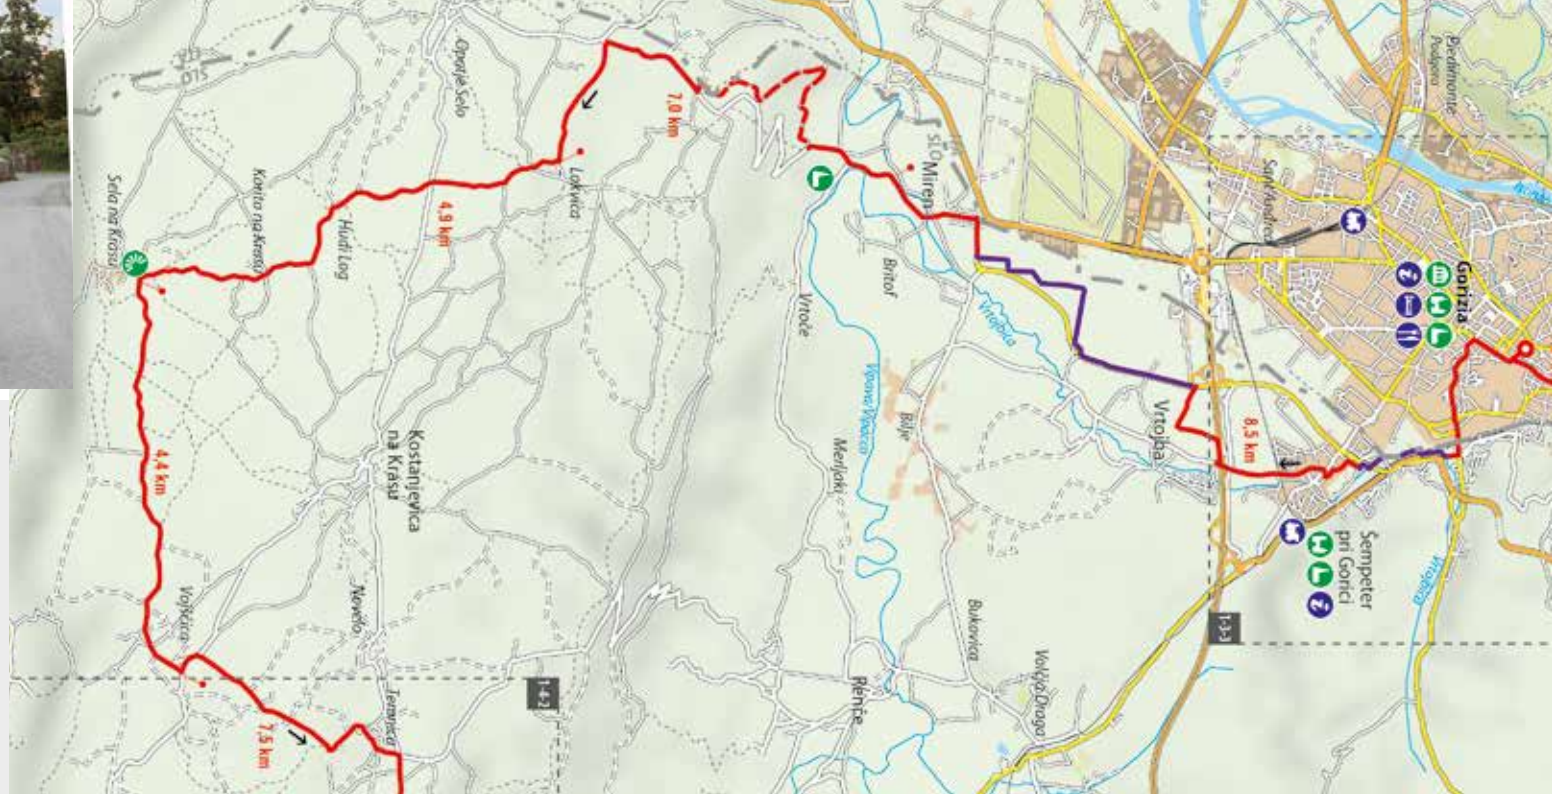 Piedimonte
Podgora
Sant'Andrea
Gorizia
Šempeter
pri Gorici
Vrtojbica
8,5 km
Vrtojba
1-3-3
SLO
Miren
Britof
Vrtojbica
Vrtoče
Vipava/Vipacco
Bilje
Merljaki
Bukovica
Volčja Draga
Renče
7,0 km
Opatje Selo
Lokvica
4,9 km
Hudi Log
Korita na Krasu
Sela na Krasu
SLO
Kostanjevica
na Krasu
4,4 km
Novelo
Vojščica
Temnica
1-4-2
7,5 km